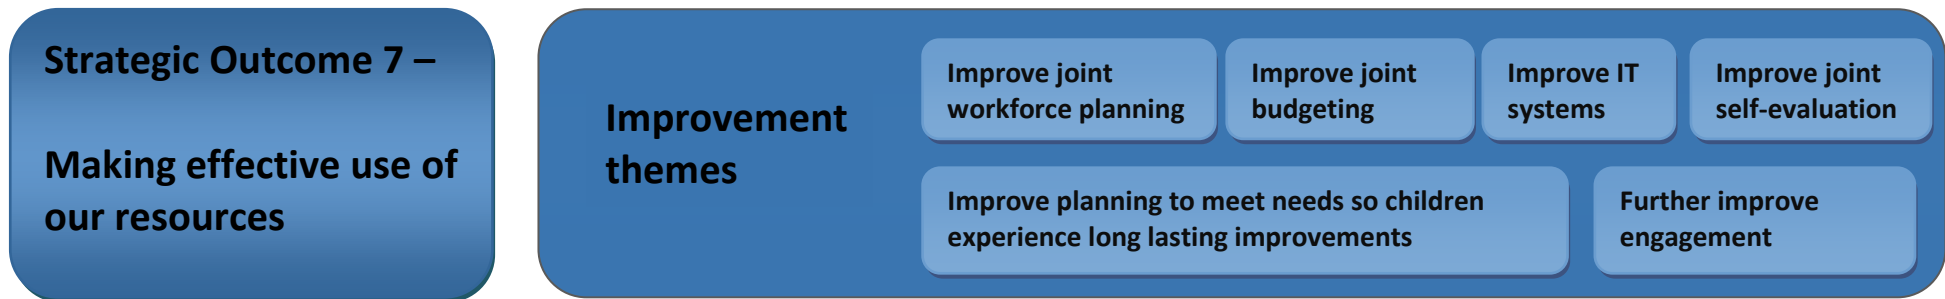 Strategic Outcome 7 –
Making effective use of
our resources
Improvement
themes
Improve joint
workforce planning
Improve joint
budgeting
Improve IT
systems
Improve joint
self-evaluation
Improve planning to meet needs so children
experience long lasting improvements
Further improve
engagement